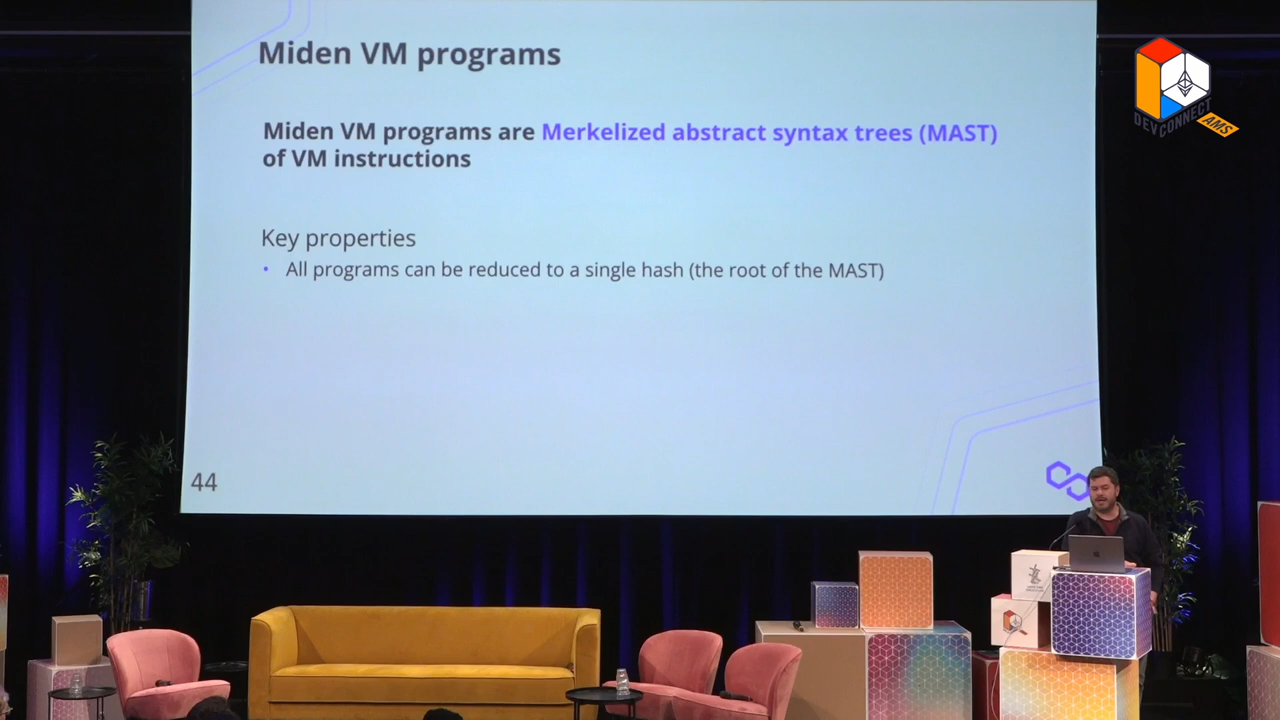 Miden VM programs
Miden VM programs are Merkelized abstract syntax trees (MAST)
of VM instructions
Key properties
• All programs can be reduced to a single hash (the root of the MAST)
44
DEVCONNECT
AMS